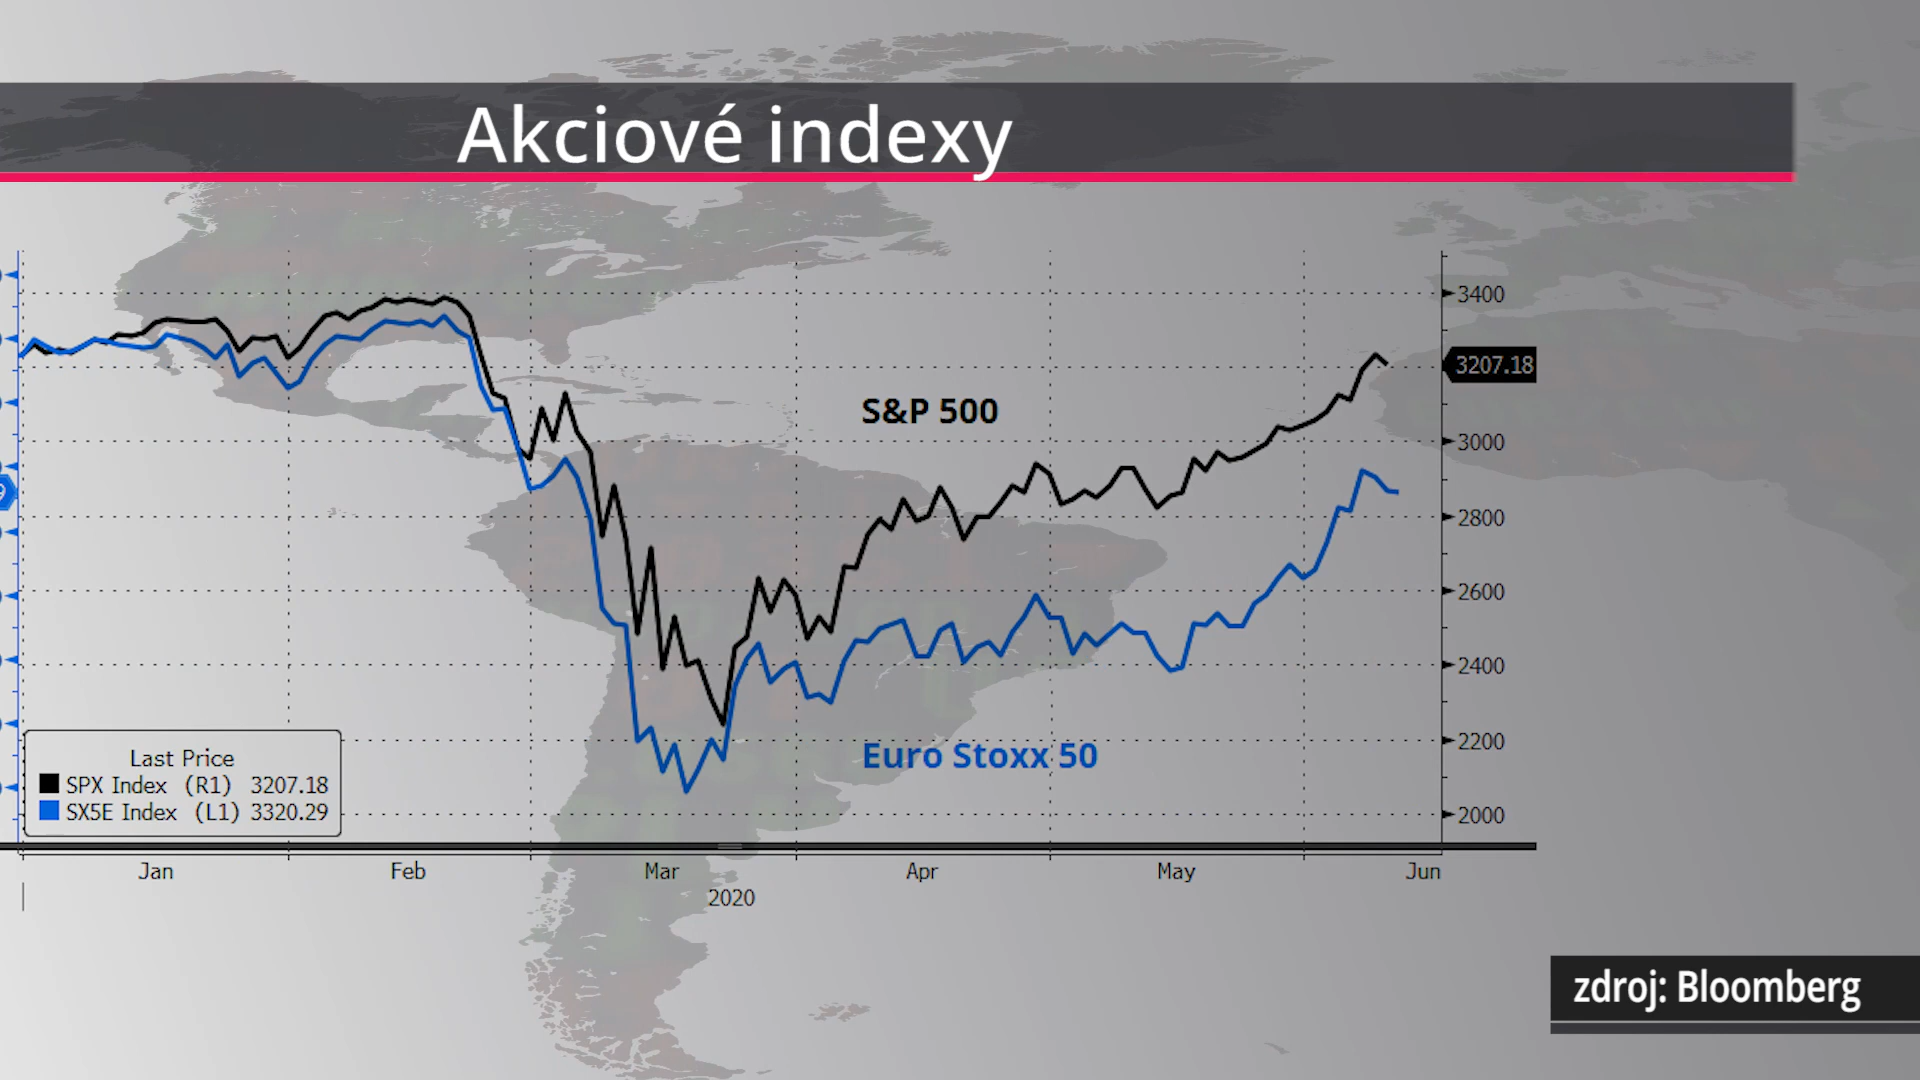 Akciové indexy
3400
3207.18
S&P 500
3000
2800
2600
2400
2200
Euro Stoxx 50
2000
Last Price
SPX Index (R1) 3207.18
SX5E Index (L1) 3320.29
Jan Feb Mar Apr May Jun
2020
zdroj: Bloomberg